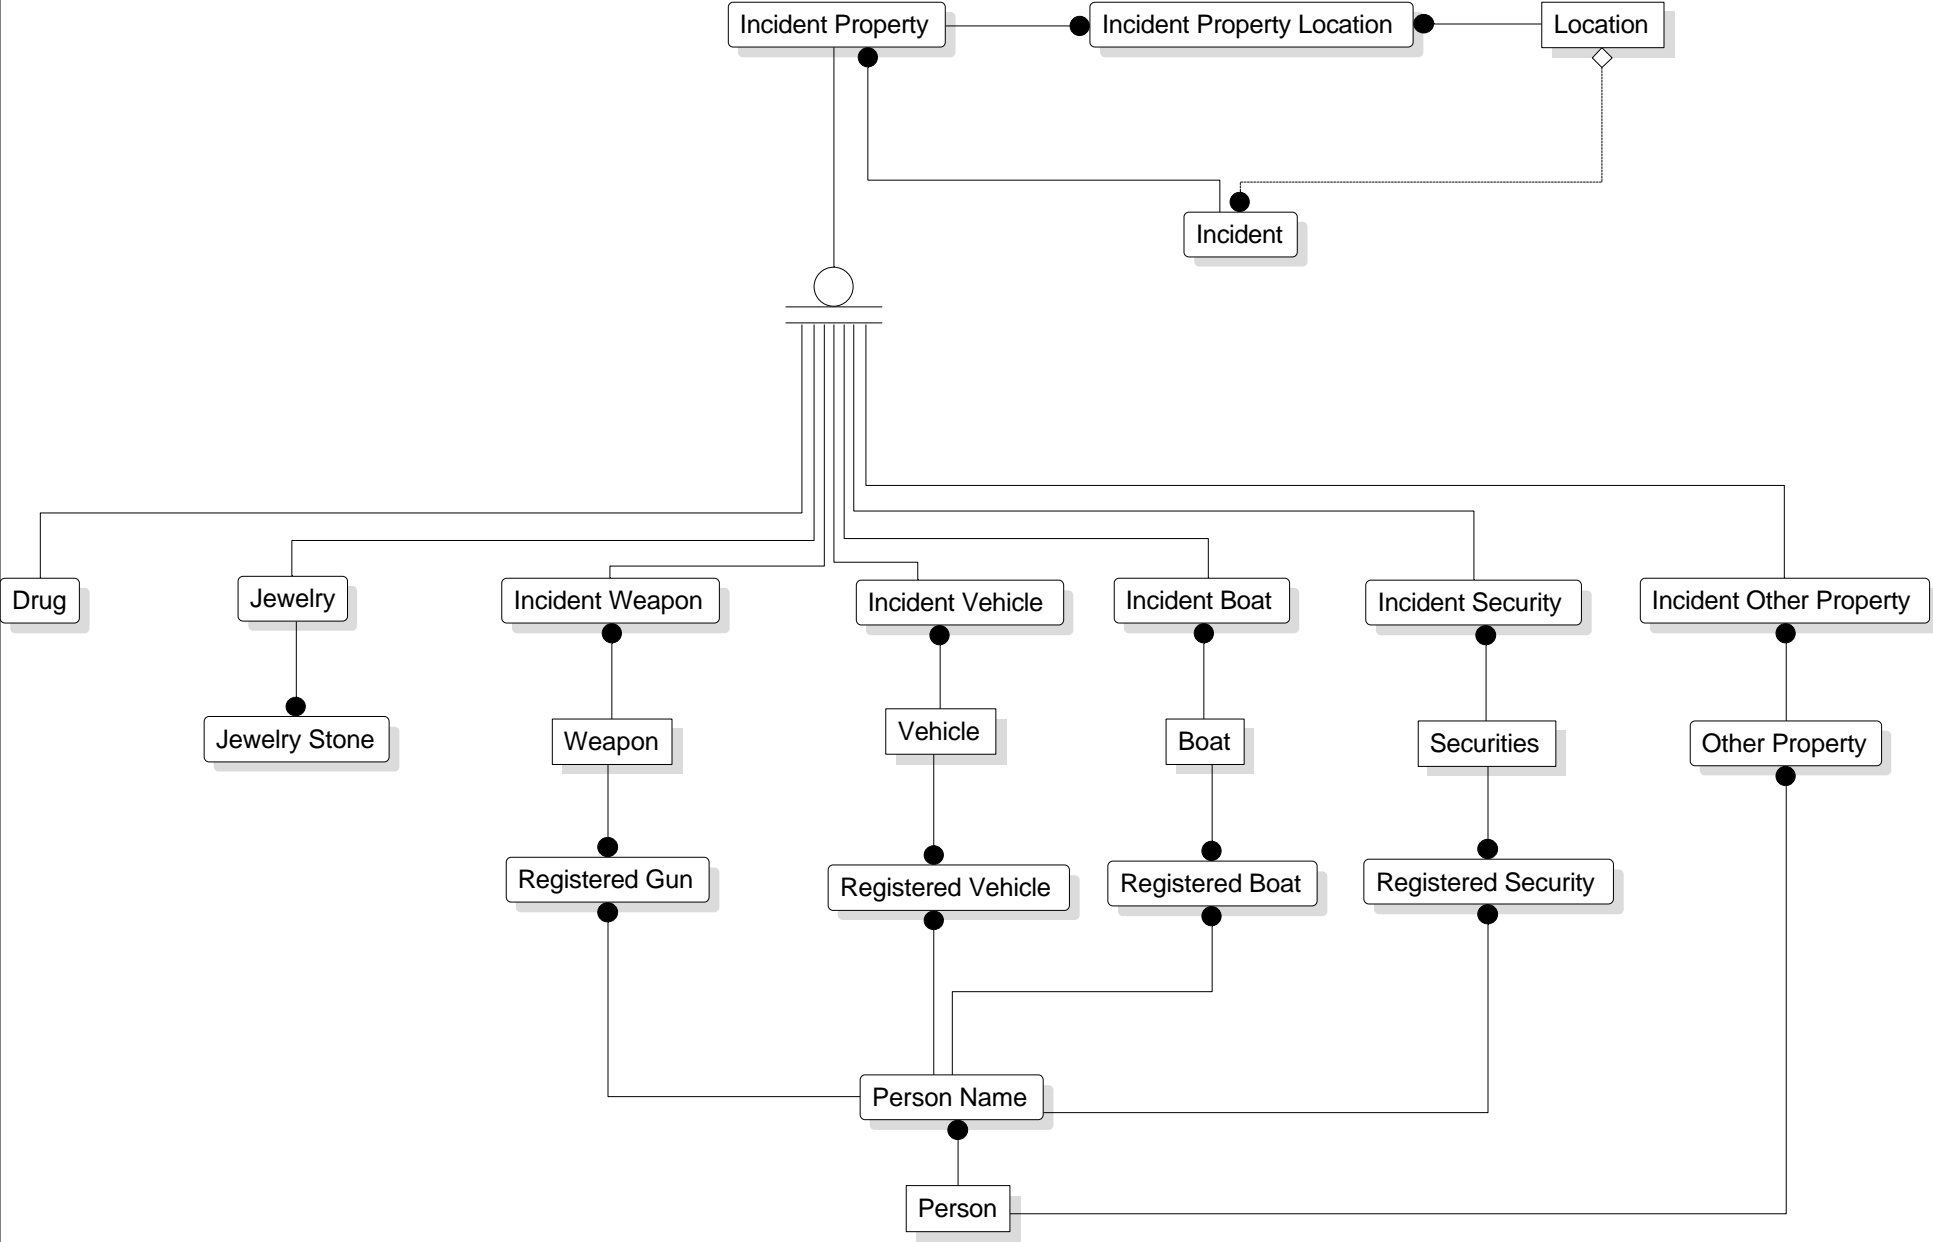 Incident Property
Incident Property Location
Location
Incident
Drug
Jewelry
Incident Weapon
Incident Vehicle
Incident Boat
Incident Security
Incident Other Property
Jewelry Stone
Weapon
Vehicle
Boat
Securities
Other Property
Registered Gun
Registered Vehicle
Registered Boat
Registered Security
Person Name
Person